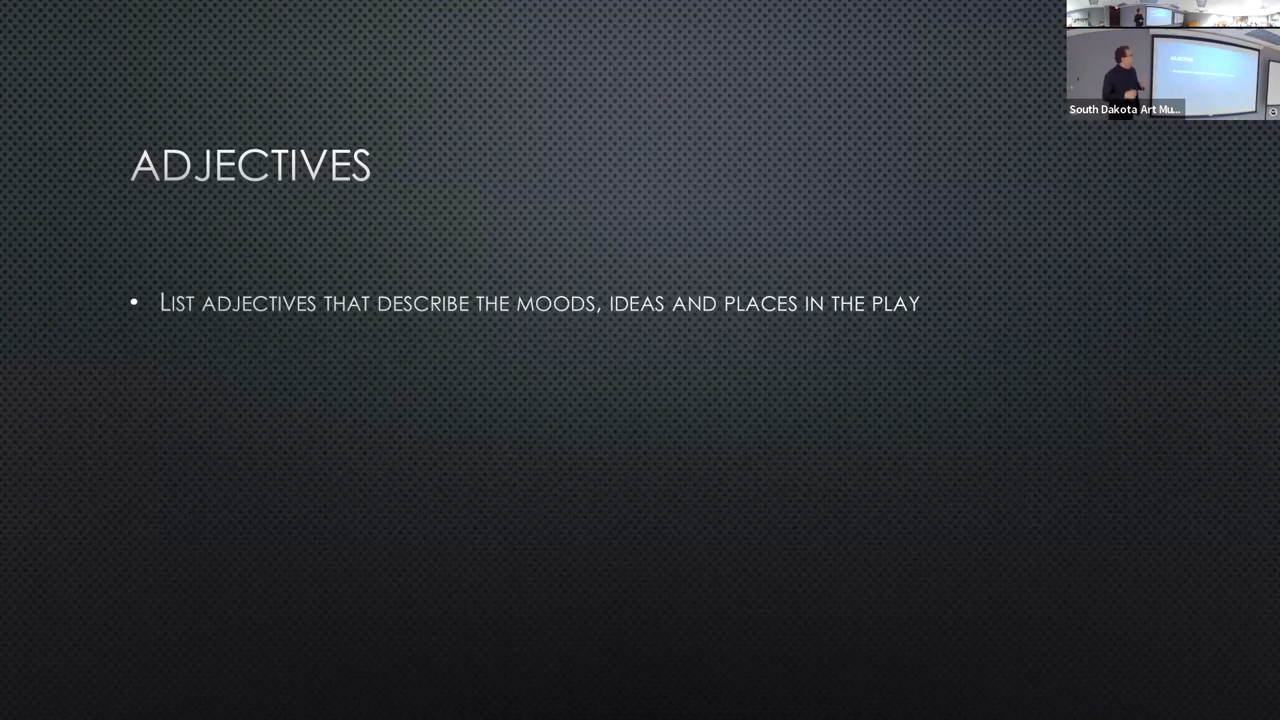 South Dakota Art Mu...
ADJECTIVES
• LIST ADJECTIVES THAT DESCRIBE THE MOODS, IDEAS AND PLACES IN THE PLAY